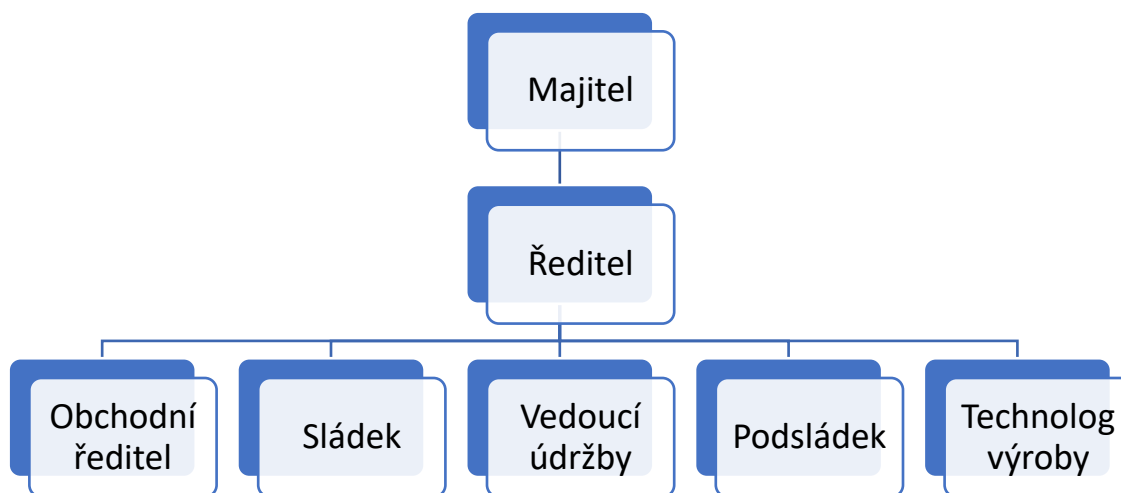 Majitel
Ředitel
Obchodní
ředitel
Sládek
Vedoucí
údržby
Podsládek
Technolog
výroby